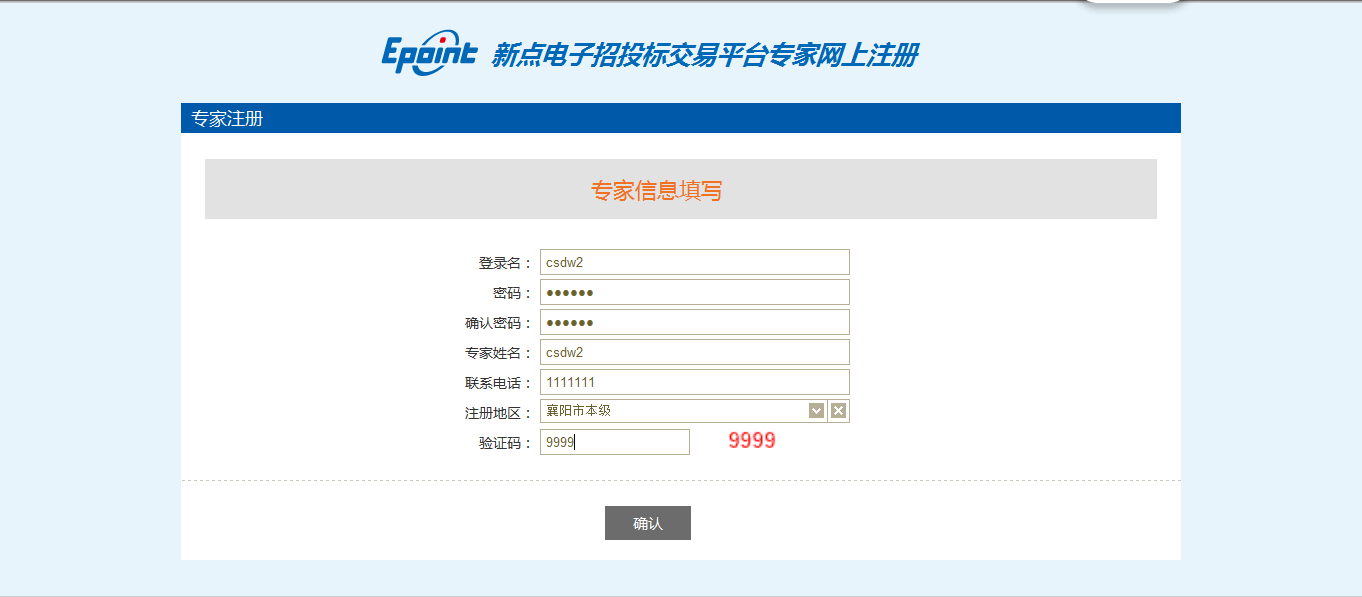 Epoint 新点电子招投标交易平台专家网上注册
专家注册
专家信息填写
登录名： csdw2
密码： ●●●●●●
确认密码： ●●●●●●
专家姓名： csdw2
联系电话： 1111111
注册地区： 襄阳市本级
验证码： 9999 9999
确认